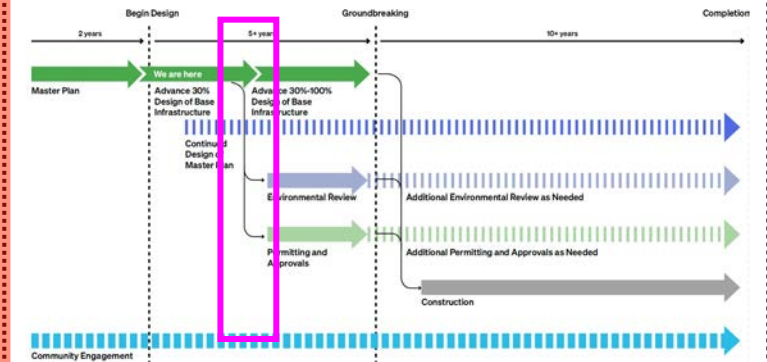 Begin Design
Groundbreaking
Completion
2 years
5+ years
10+ years
We are here
Master Plan
Advance 30%
Design of Base
Infrastructure
Advance 30%-100%
Design of Base
Infrastructure
Continued
Design of
Master Plan
Environmental Review
Additional Environmental Review as Needed
Permitting and
Approvals
Additional Permitting and Approvals as Needed
Construction
Community Engagement